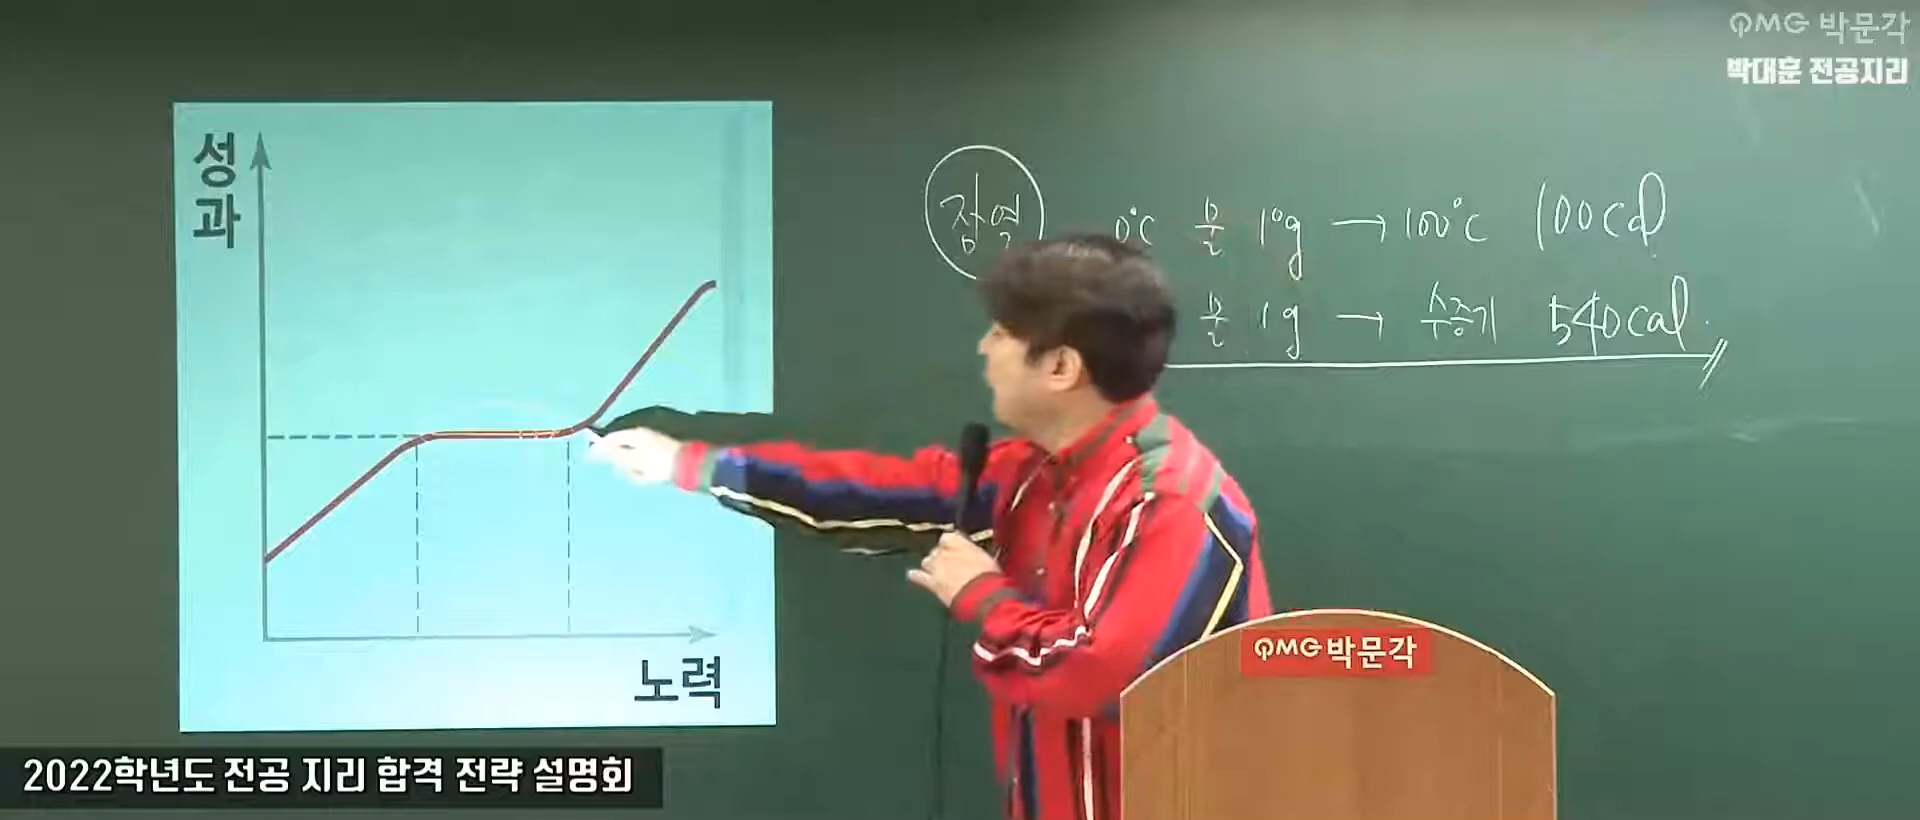 PMG 박문각
박대훈 전공지리
성과
노력
잠열
0℃ 물 1g → 100℃ 100cal
물 1g → 수증기 540cal
PMG 박문각
2022학년도 전공 지리 합격 전략 설명회